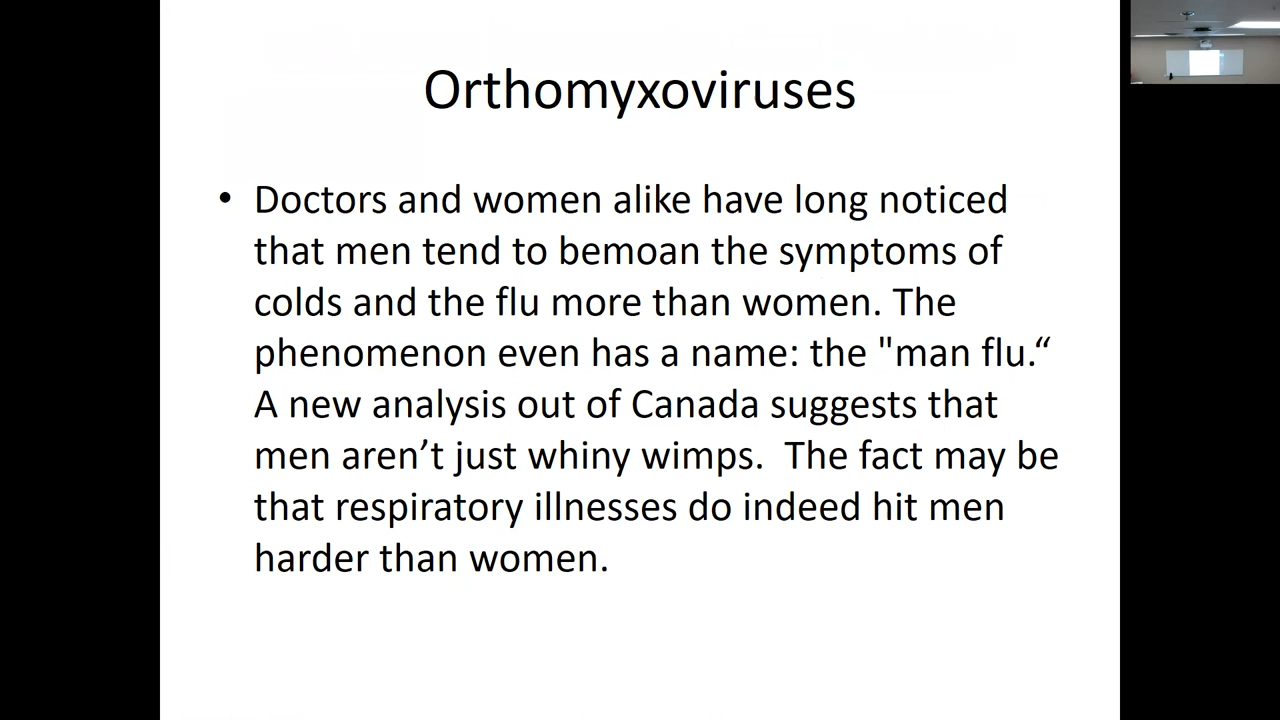 Orthomyxoviruses
• Doctors and women alike have long noticed
that men tend to bemoan the symptoms of
colds and the flu more than women. The
phenomenon even has a name: the "man flu.“
A new analysis out of Canada suggests that
men aren’t just whiny wimps.  The fact may be
that respiratory illnesses do indeed hit men
harder than women.